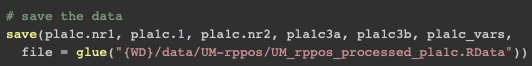 # save the data
save(pla1c.nr1, pla1c.1, pla1c.nr2, pla1c3a, pla1c3b, pla1c_vars,
  file = glue("{WD}/data/UM-rppos/UM_rppos_processed_pla1c.RData"))